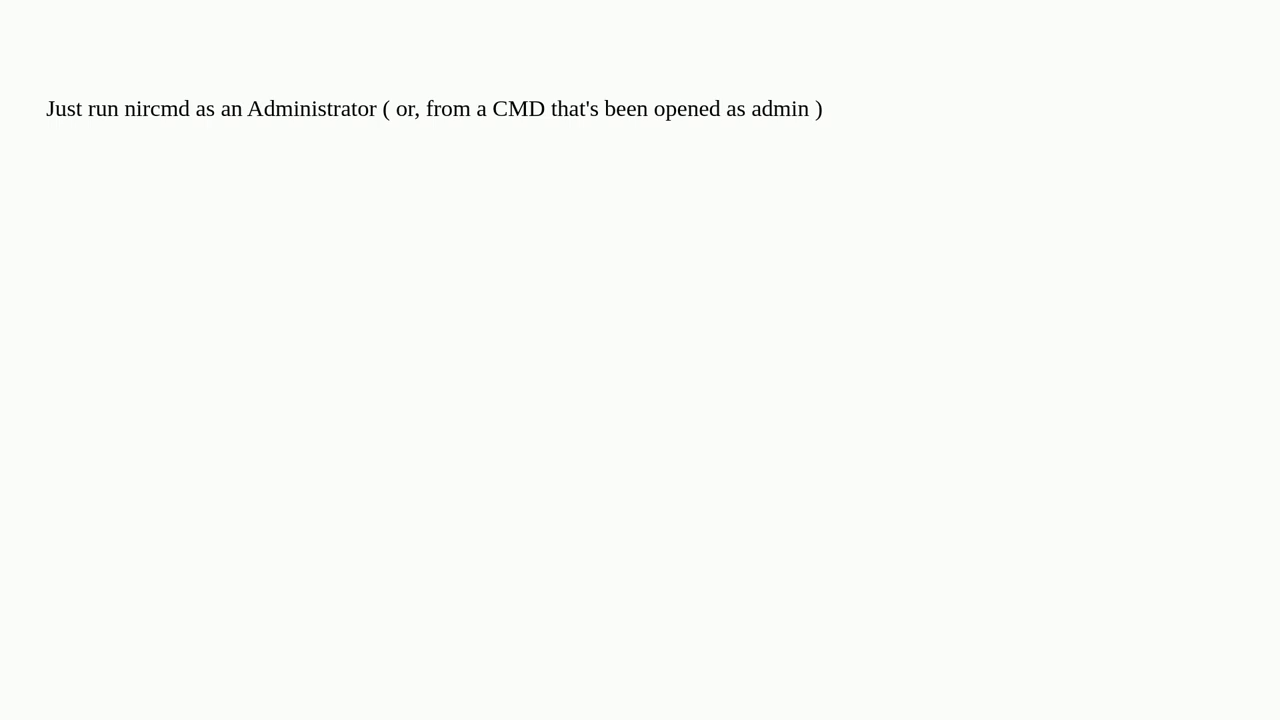 Just run nircmd as an Administrator ( or, from a CMD that's been opened as admin )